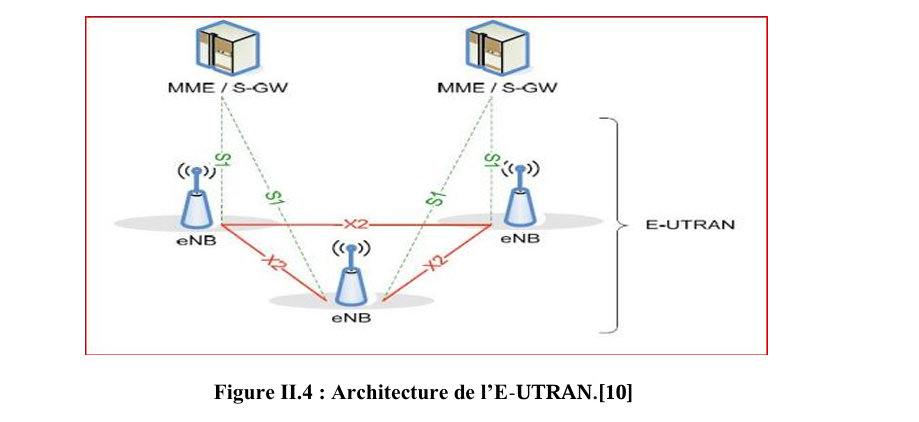 MME / S-GW
MME / S-GW
S1
S1
S1
S1
eNB
X2
eNB
E-UTRAN
X2
X2
eNB
Figure II.4 : Architecture de l’E-UTRAN.[10]